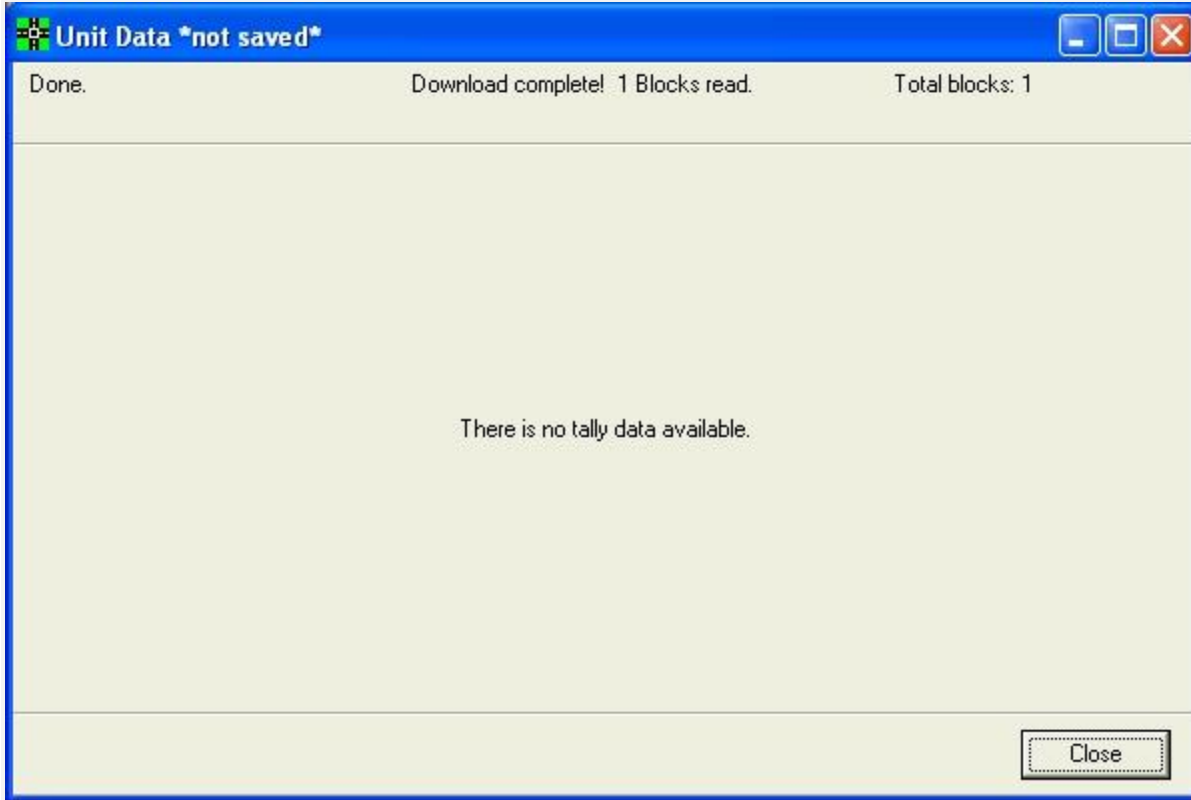 Unit Data *not saved*
Done. Download complete! 1 Blocks read. Total blocks: 1
There is no tally data available.
Close